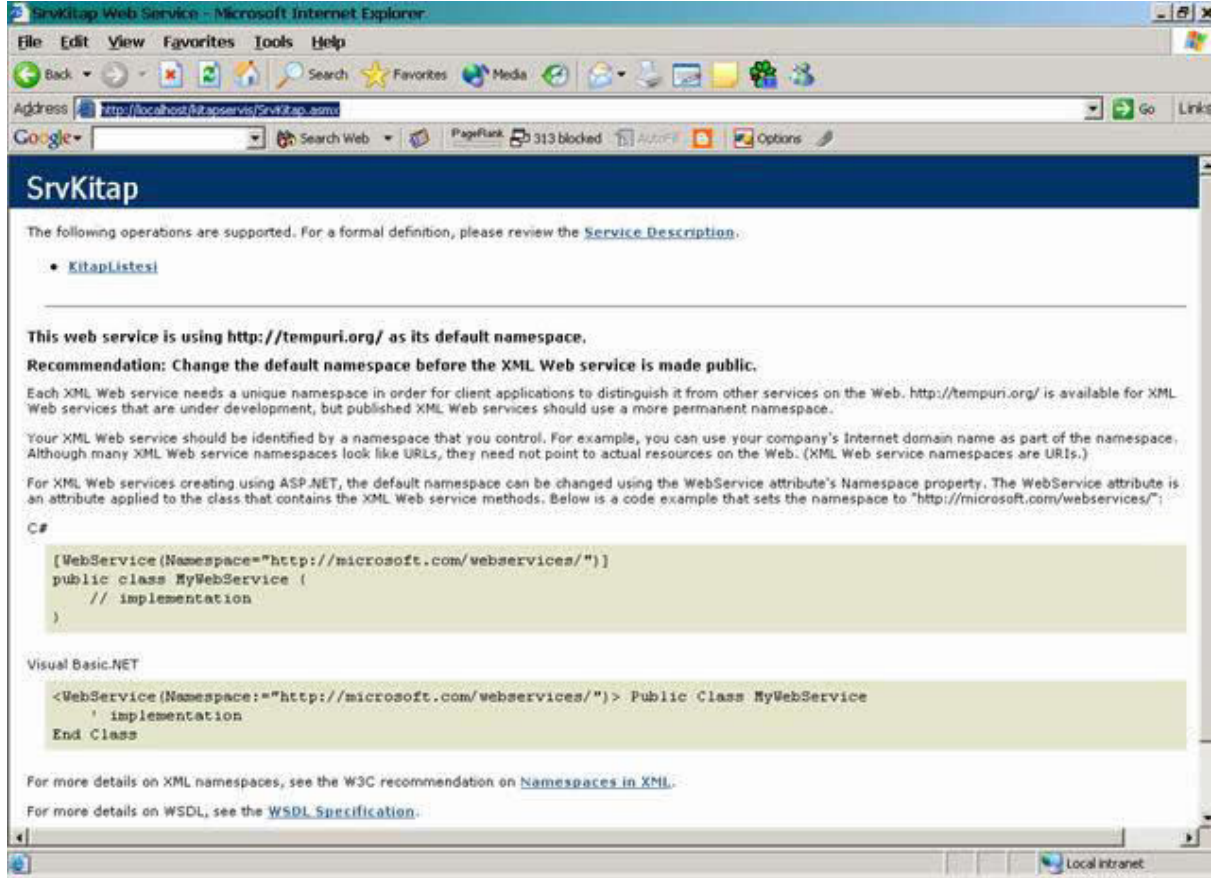 SrvKitap Web Service - Microsoft Internet Explorer
File Edit View Favorites Tools Help
Back Search Favorites Media
Address http://localhost/kitapservis/SrvKitap.asmx Go Links
Google Search Web PageRank 313 blocked AutoFill Options
SrvKitap
The following operations are supported. For a formal definition, please review the Service Description.
KitapListesi
This web service is using http://tempuri.org/ as its default namespace.
Recommendation: Change the default namespace before the XML Web service is made public.
Each XML Web service needs a unique namespace in order for client applications to distinguish it from other services on the Web. http://tempuri.org/ is available for XML
Web services that are under development, but published XML Web services should use a more permanent namespace.
Your XML Web service should be identified by a namespace that you control. For example, you can use your company's Internet domain name as part of the namespace.
Although many XML Web service namespaces look like URLs, they need not point to actual resources on the Web. (XML Web service namespaces are URIs.)
For XML Web services creating using ASP.NET, the default namespace can be changed using the WebService attribute's Namespace property. The WebService attribute is
an attribute applied to the class that contains the XML Web service methods. Below is a code example that sets the namespace to "http://microsoft.com/webservices/":
C#
[WebService(Namespace="http://microsoft.com/webservices/")]
public class MyWebService {
// implementation
}
Visual Basic.NET
<WebService(Namespace:="http://microsoft.com/webservices/")> Public Class MyWebService
' implementation
End Class
For more details on XML namespaces, see the W3C recommendation on Namespaces in XML.
For more details on WSDL, see the WSDL Specification.
Local intranet